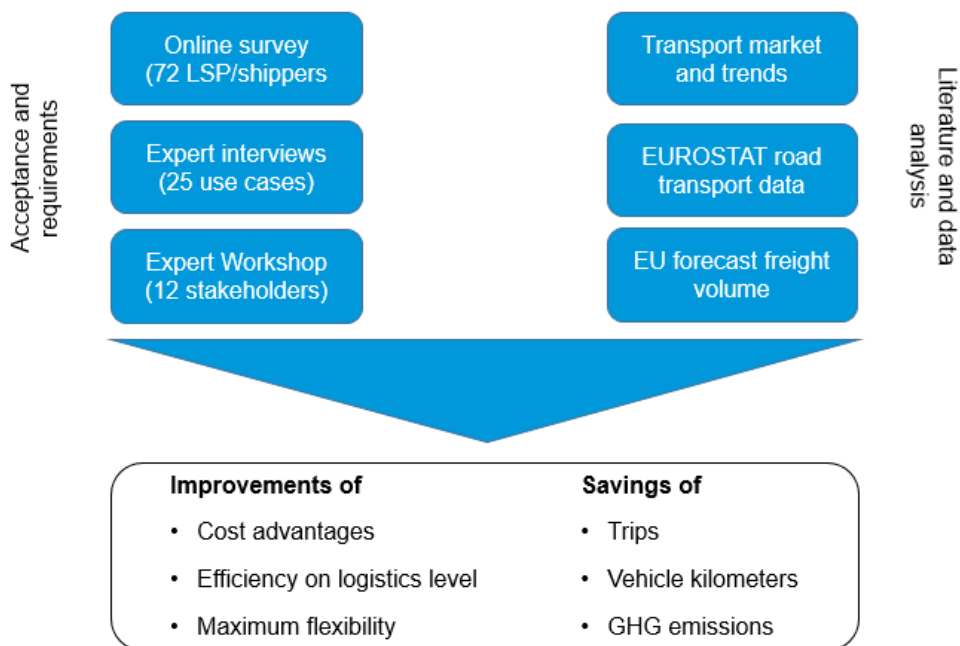 Acceptance and
requirements
Online survey
(72 LSP/shippers
Expert interviews
(25 use cases)
Expert Workshop
(12 stakeholders)
Transport market
and trends
EUROSTAT road
transport data
EU forecast freight
volume
Literature and data
analysis
Improvements of
• Cost advantages
• Efficiency on logistics level
• Maximum flexibility
Savings of
• Trips
• Vehicle kilometers
• GHG emissions